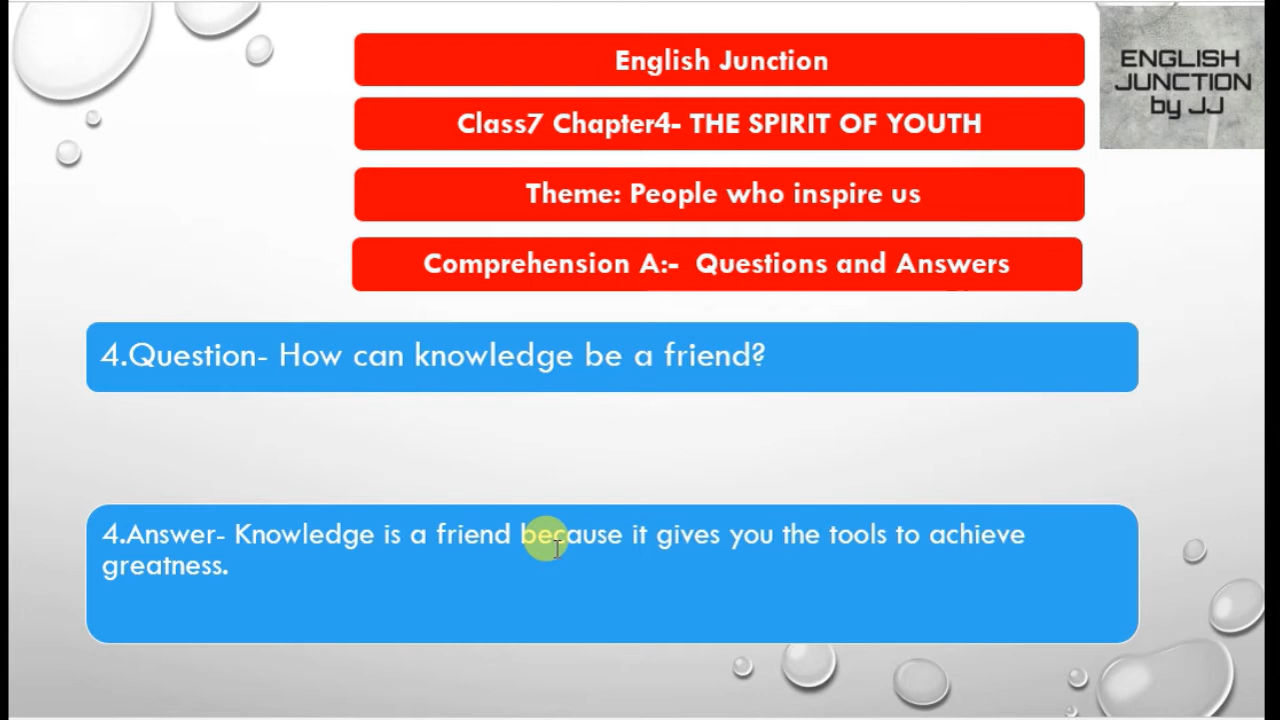 English Junction
ENGLISH
JUNCTION
by JJ
Class7 Chapter4- THE SPIRIT OF YOUTH
Theme: People who inspire us
Comprehension A:- Questions and Answers
4.Question- How can knowledge be a friend?
4.Answer- Knowledge is a friend because it gives you the tools to achieve
greatness.